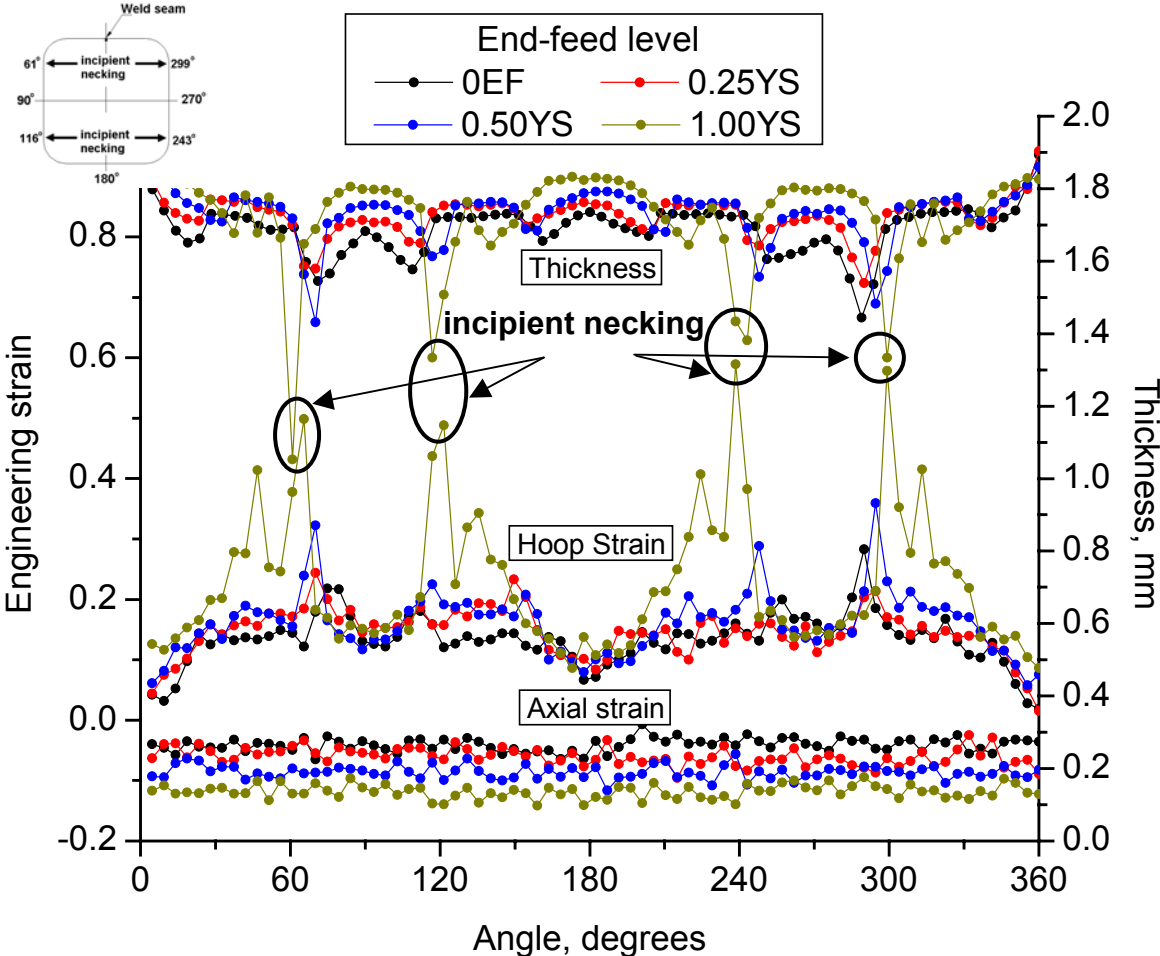 Weld seam
61° incipient necking 299°
90° 270°
116° incipient necking 243°
180°
End-feed level
0EF 0.25YS
0.50YS 1.00YS
Thickness
incipient necking
Hoop Strain
Axial strain
Engineering strain
0.8
0.6
0.4
0.2
0.0
-0.2
Thickness, mm
2.0
1.8
1.6
1.4
1.2
1.0
0.8
0.6
0.4
0.2
0.0
0 60 120 180 240 300 360
Angle, degrees